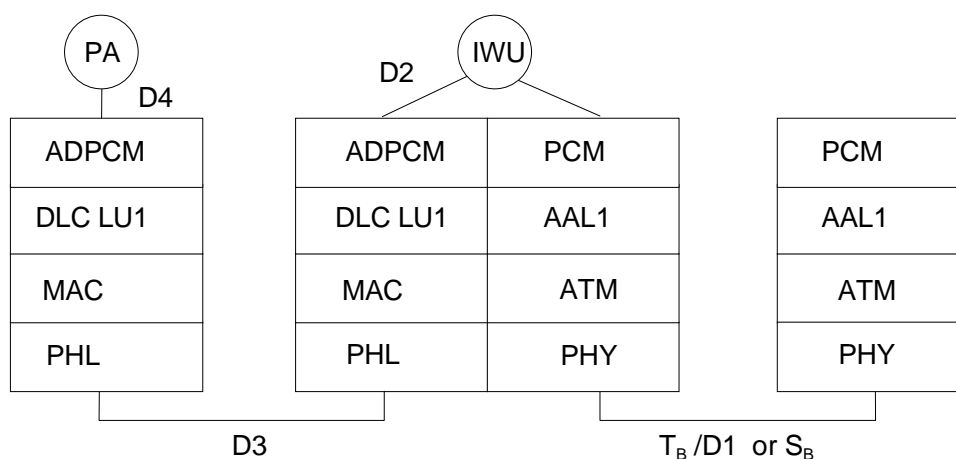 PA
IWU
D2
D4
ADPCM ADPCM PCM PCM
DLC LU1 DLC LU1 AAL1 AAL1
MAC MAC ATM ATM
PHL PHL PHY PHY
D3
T_B /D1 or S_B